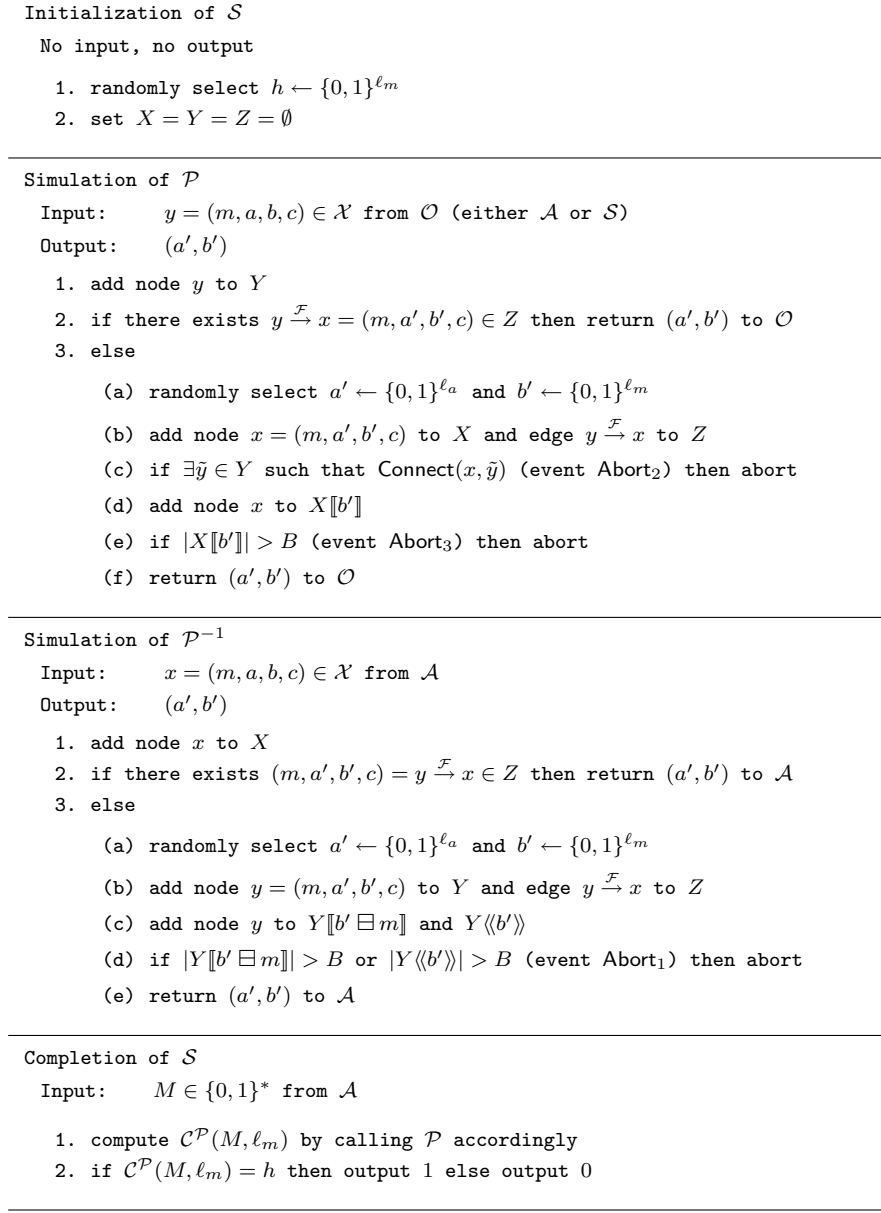 Initialization of 𝒮
No input, no output
1. randomly select h ← {0, 1}^{ℓ_m}
2. set X = Y = Z = ∅
Simulation of 𝒫
Input: y = (m, a, b, c) ∈ 𝒳 from 𝒪 (either 𝒜 or 𝒮)
Output: (a′, b′)
1. add node y to Y
2. if there exists y →^ℱ x = (m, a′, b′, c) ∈ Z then return (a′, b′) to 𝒪
3. else
(a) randomly select a′ ← {0, 1}^{ℓ_a} and b′ ← {0, 1}^{ℓ_m}
(b) add node x = (m, a′, b′, c) to X and edge y →^ℱ x to Z
(c) if ∃ỹ ∈ Y such that Connect(x, ỹ) (event Abort₂) then abort
(d) add node x to X⟦b′⟧
(e) if |X⟦b′⟧| > B (event Abort₃) then abort
(f) return (a′, b′) to 𝒪
Simulation of 𝒫⁻¹
Input: x = (m, a, b, c) ∈ 𝒳 from 𝒜
Output: (a′, b′)
1. add node x to X
2. if there exists (m, a′, b′, c) = y →^ℱ x ∈ Z then return (a′, b′) to 𝒜
3. else
(a) randomly select a′ ← {0, 1}^{ℓ_a} and b′ ← {0, 1}^{ℓ_m}
(b) add node y = (m, a′, b′, c) to Y and edge y →^ℱ x to Z
(c) add node y to Y⟦b′ ⊟ m⟧ and Y⟪b′⟫
(d) if |Y⟦b′ ⊟ m⟧| > B or |Y⟪b′⟫| > B (event Abort₁) then abort
(e) return (a′, b′) to 𝒜
Completion of 𝒮
Input: M ∈ {0, 1}* from 𝒜
1. compute 𝒞^𝒫(M, ℓ_m) by calling 𝒫 accordingly
2. if 𝒞^𝒫(M, ℓ_m) = h then output 1 else output 0